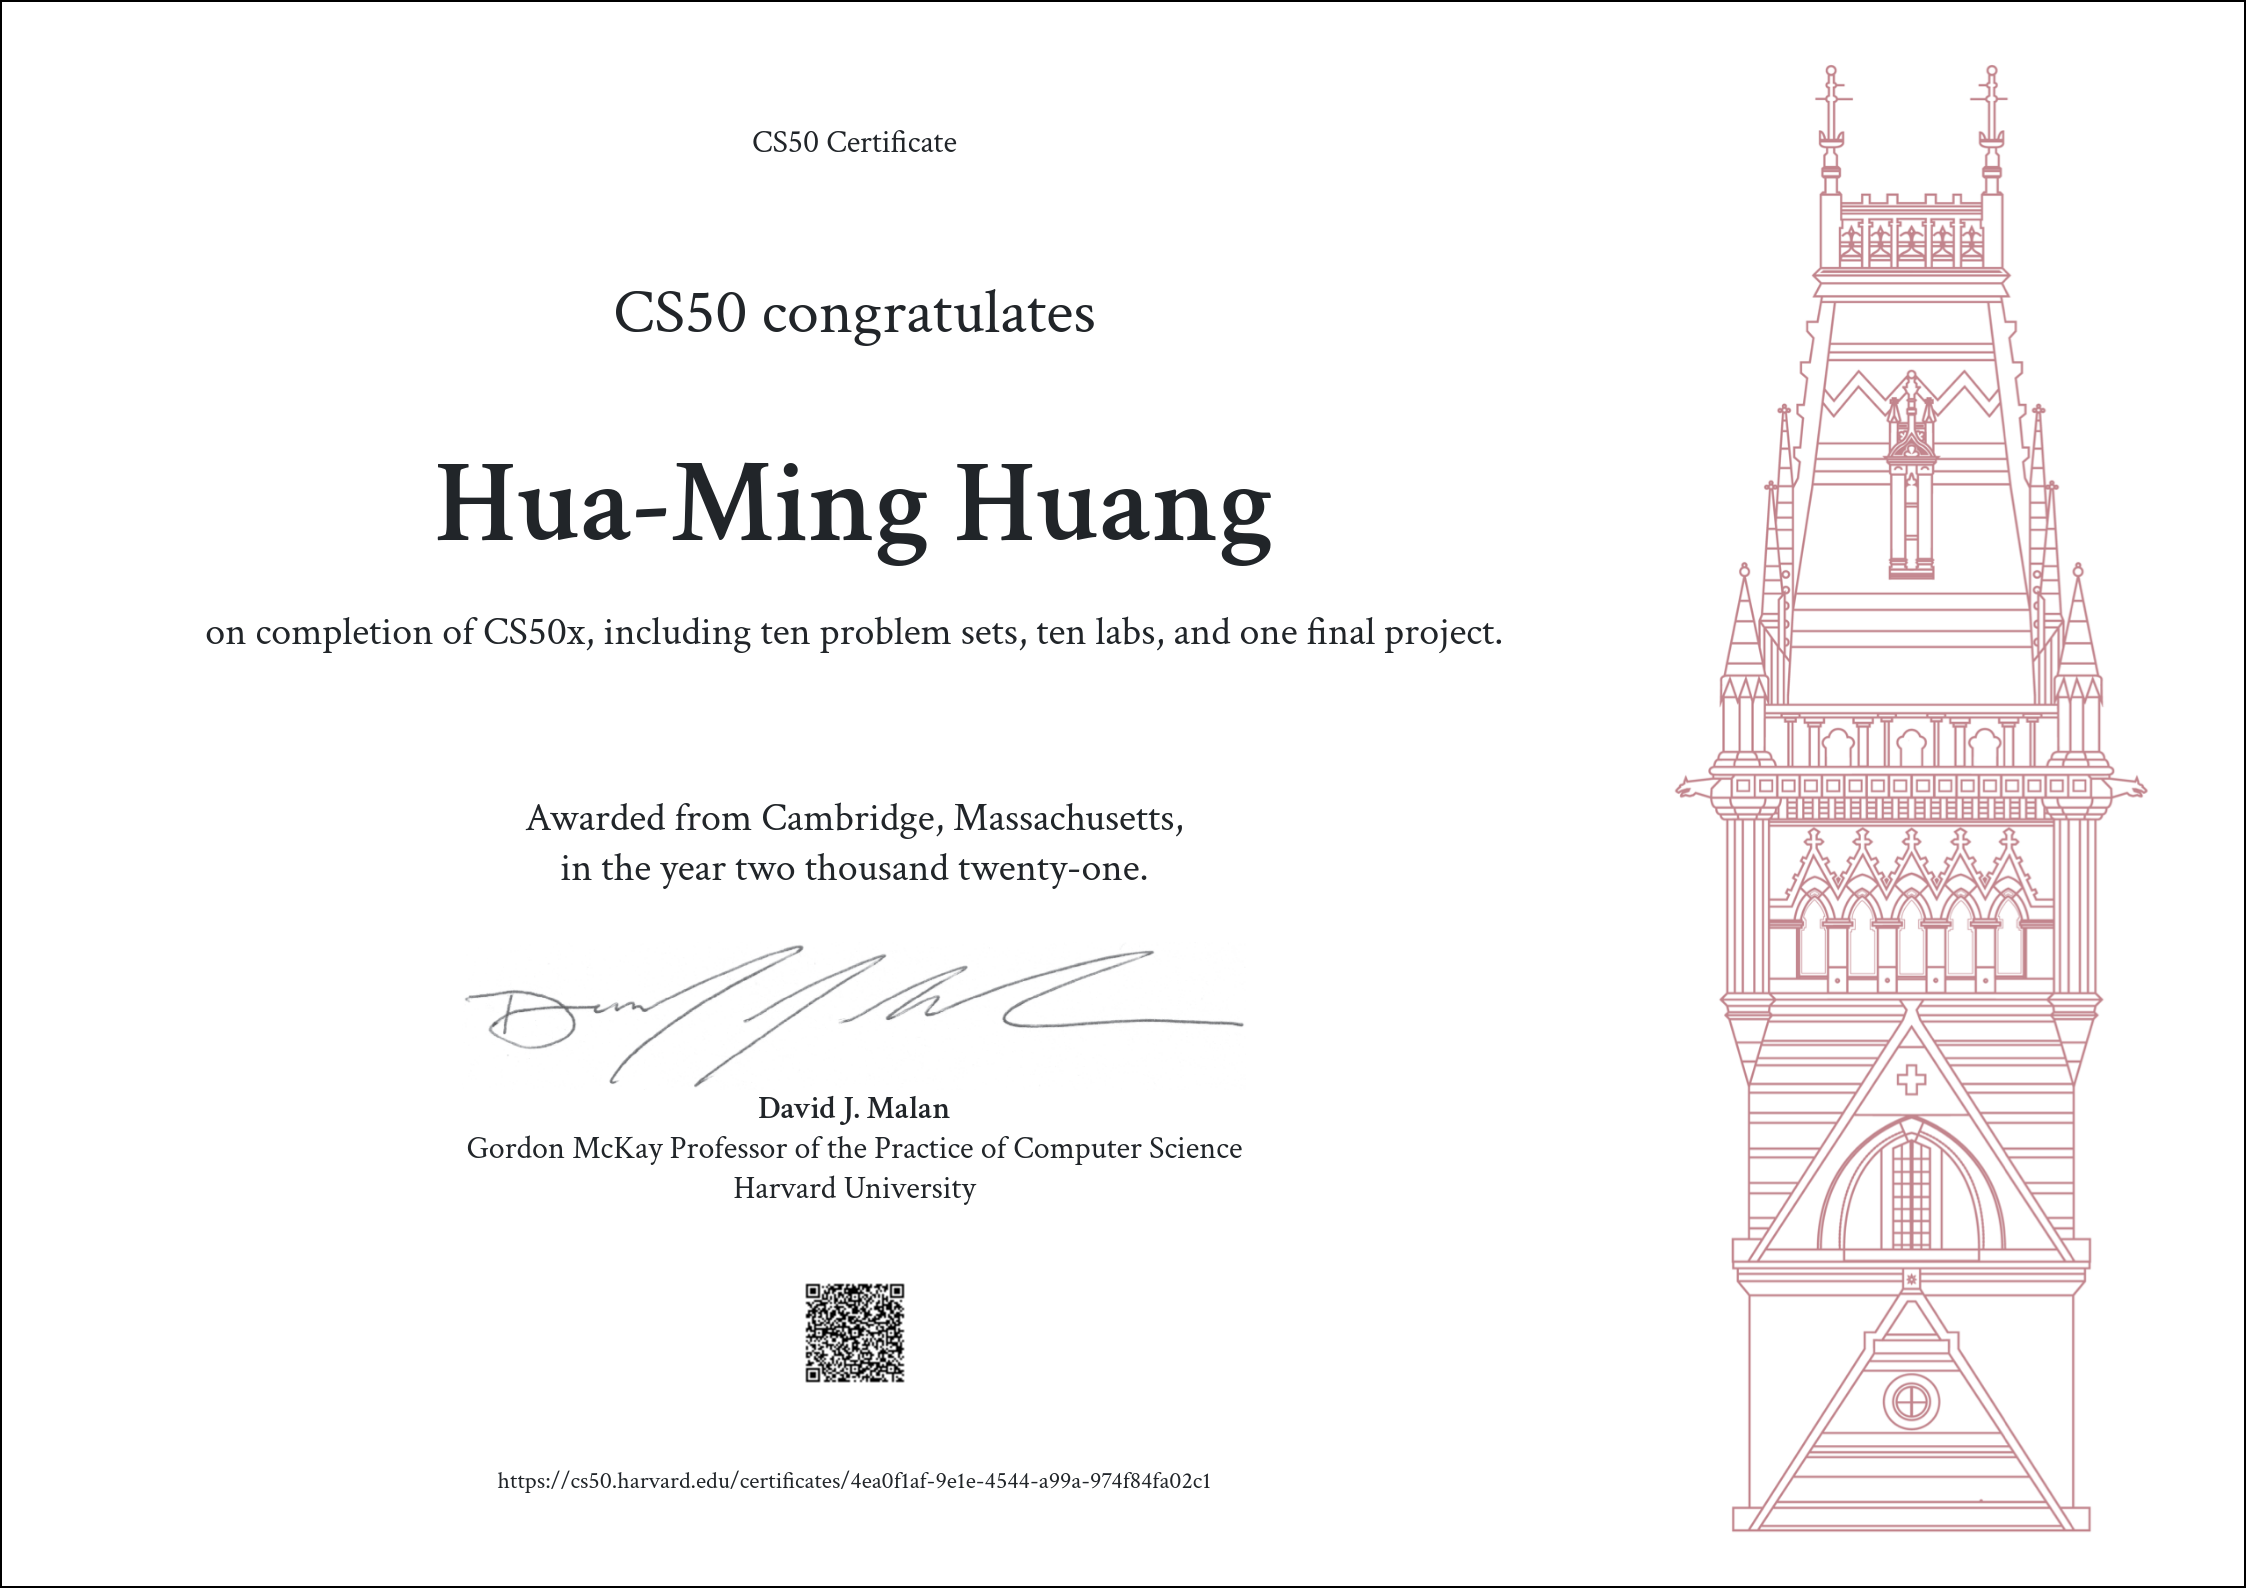 CS50 Certificate
CS50 congratulates
Hua-Ming Huang
on completion of CS50x, including ten problem sets, ten labs, and one final project.
Awarded from Cambridge, Massachusetts,
in the year two thousand twenty-one.
David J. Malan
Gordon McKay Professor of the Practice of Computer Science
Harvard University
https://cs50.harvard.edu/certificates/4ea0f1af-9e1e-4544-a99a-974f84fa02c1